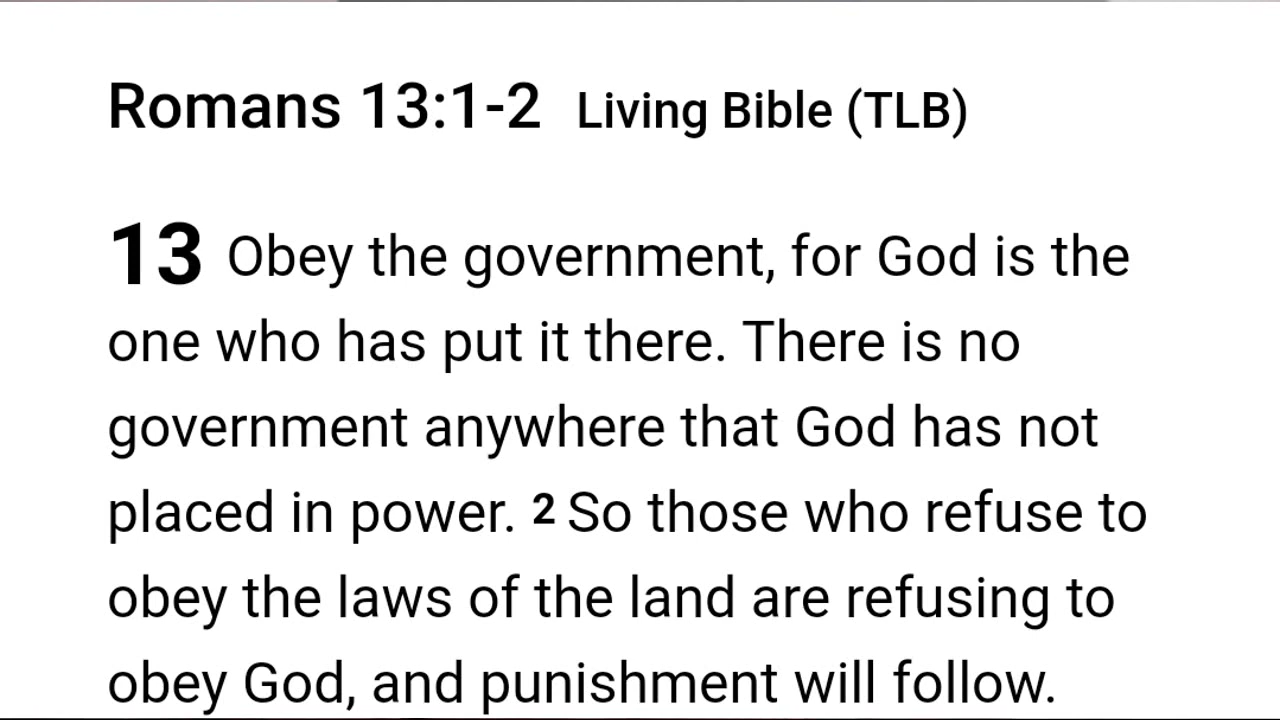 Romans 13:1-2 Living Bible (TLB)
13 Obey the government, for God is the
one who has put it there. There is no
government anywhere that God has not
placed in power. 2 So those who refuse to
obey the laws of the land are refusing to
obey God, and punishment will follow.